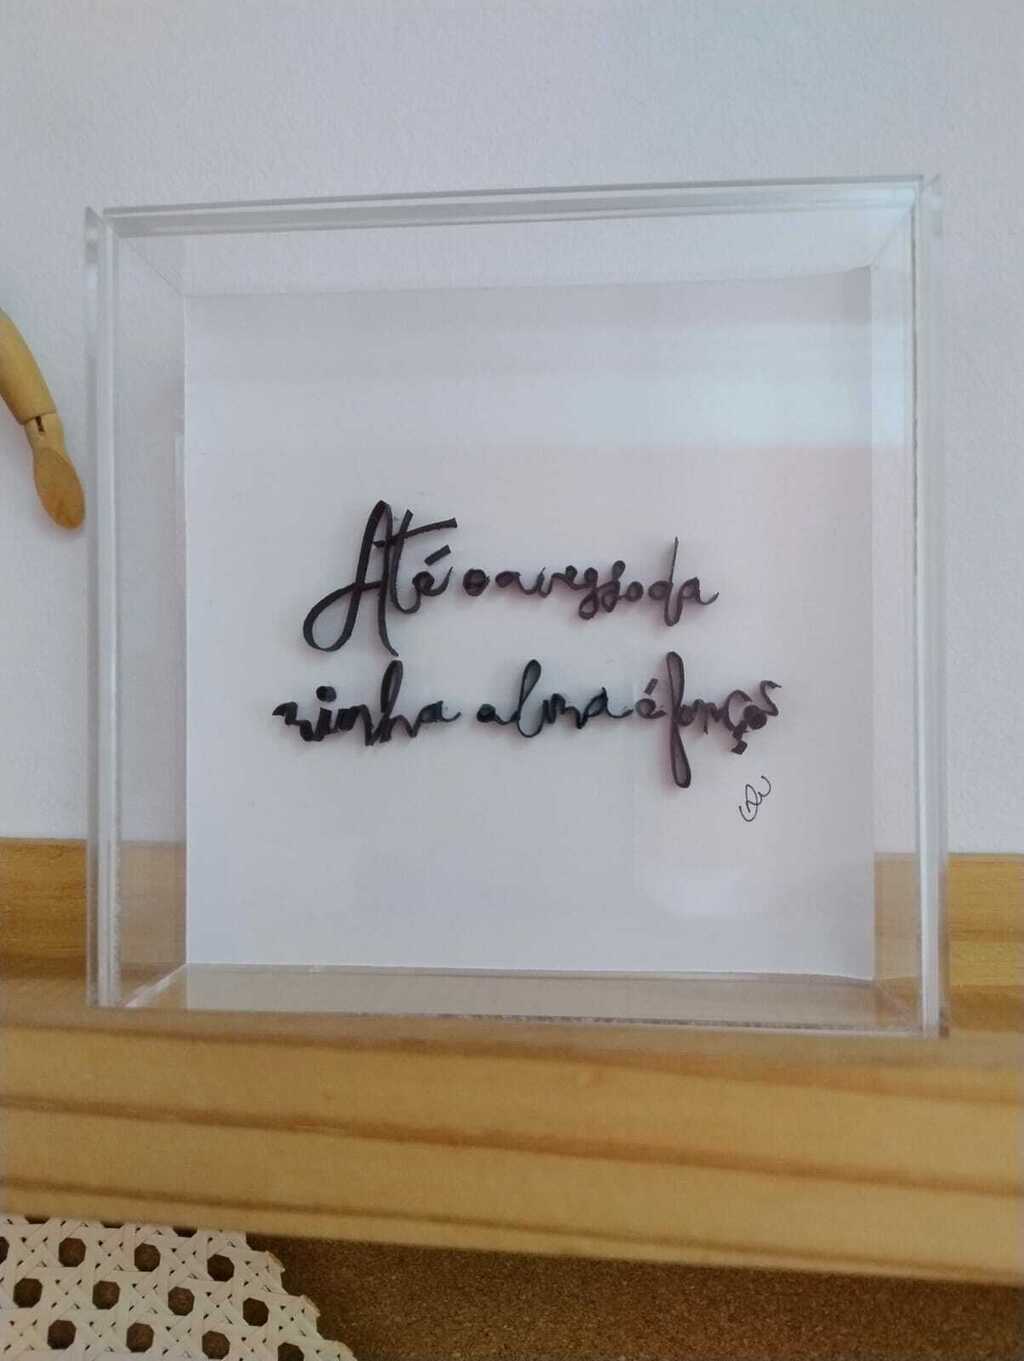 Até o avesso da
minha alma é força